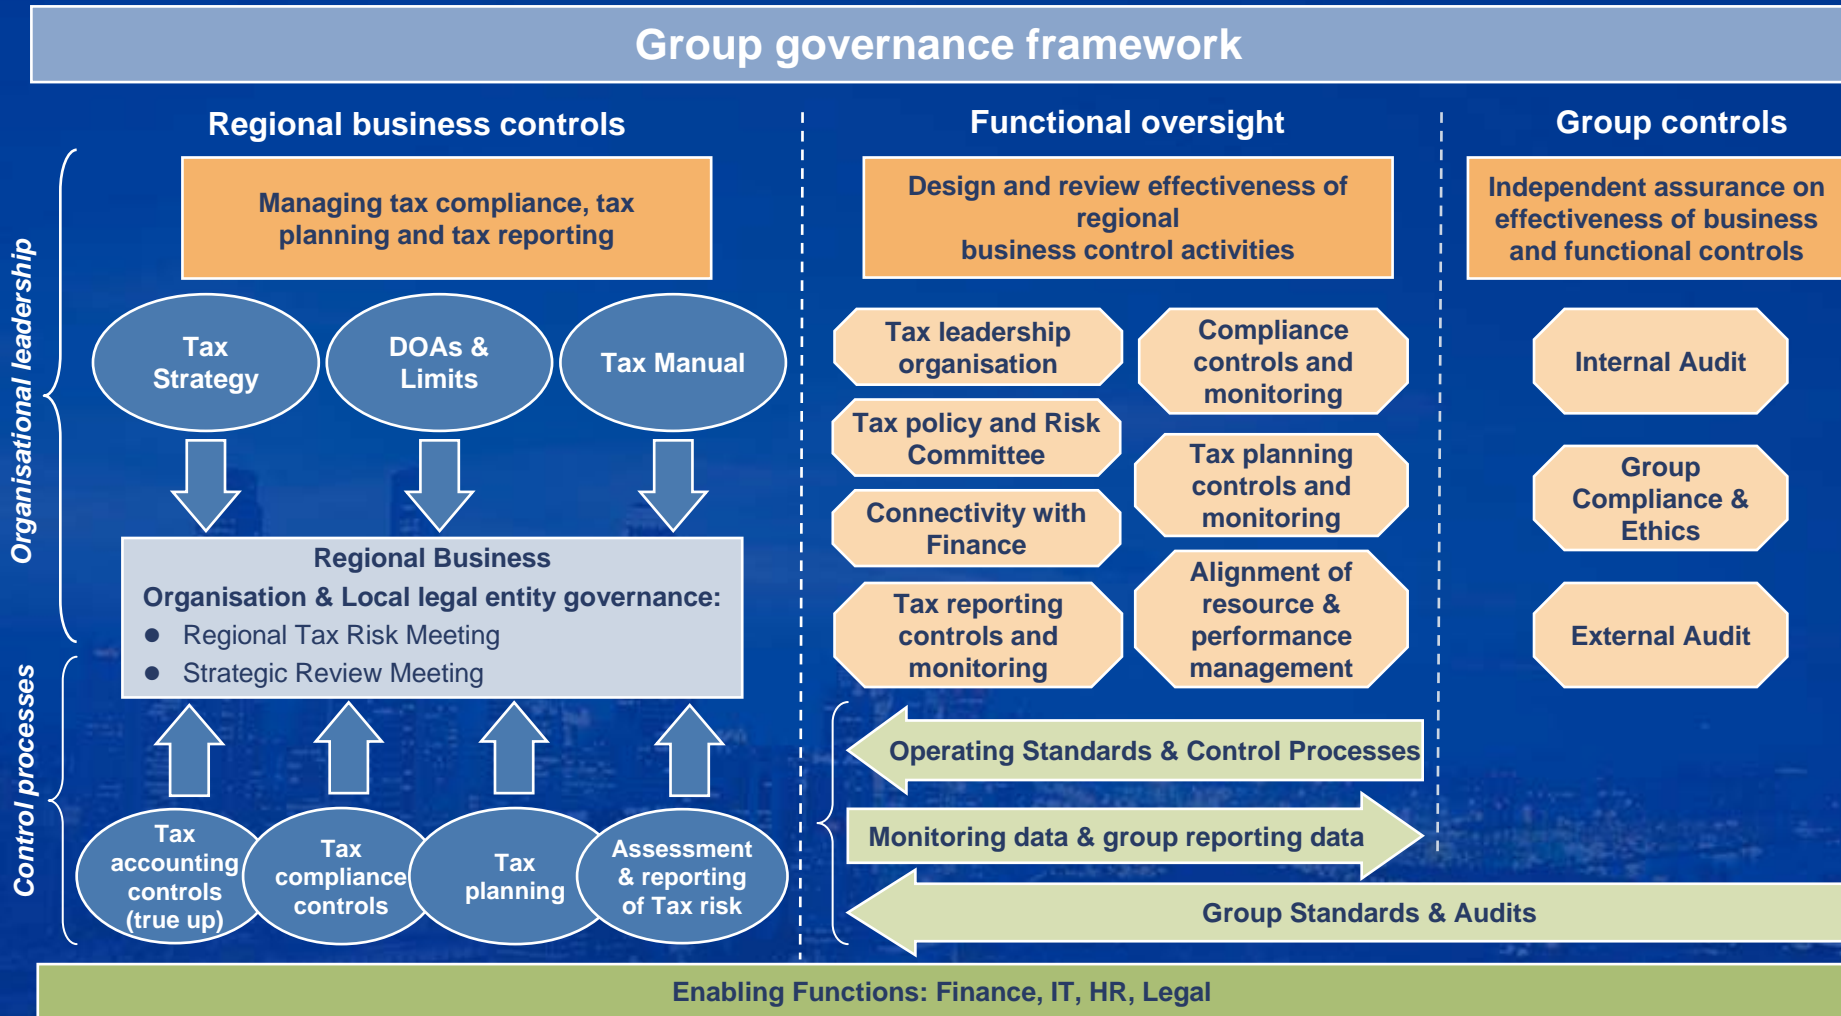 Group governance framework
Regional business controls
Managing tax compliance, tax
planning and tax reporting
Organisational leadership
Tax
Strategy
DOAs &
Limits
Tax Manual
Regional Business
Organisation & Local legal entity governance:
● Regional Tax Risk Meeting
● Strategic Review Meeting
Control processes
Tax
accounting
controls
(true up)
Tax
compliance
controls
Tax
planning
Assessment
& reporting
of Tax risk
Functional oversight
Design and review effectiveness of
regional
business control activities
Tax leadership
organisation
Tax policy and Risk
Committee
Connectivity with
Finance
Tax reporting
controls and
monitoring
Compliance
controls and
monitoring
Tax planning
controls and
monitoring
Alignment of
resource &
performance
management
Operating Standards & Control Processes
Monitoring data & group reporting data
Group Standards & Audits
Group controls
Independent assurance on
effectiveness of business
and functional controls
Internal Audit
Group
Compliance &
Ethics
External Audit
Enabling Functions: Finance, IT, HR, Legal